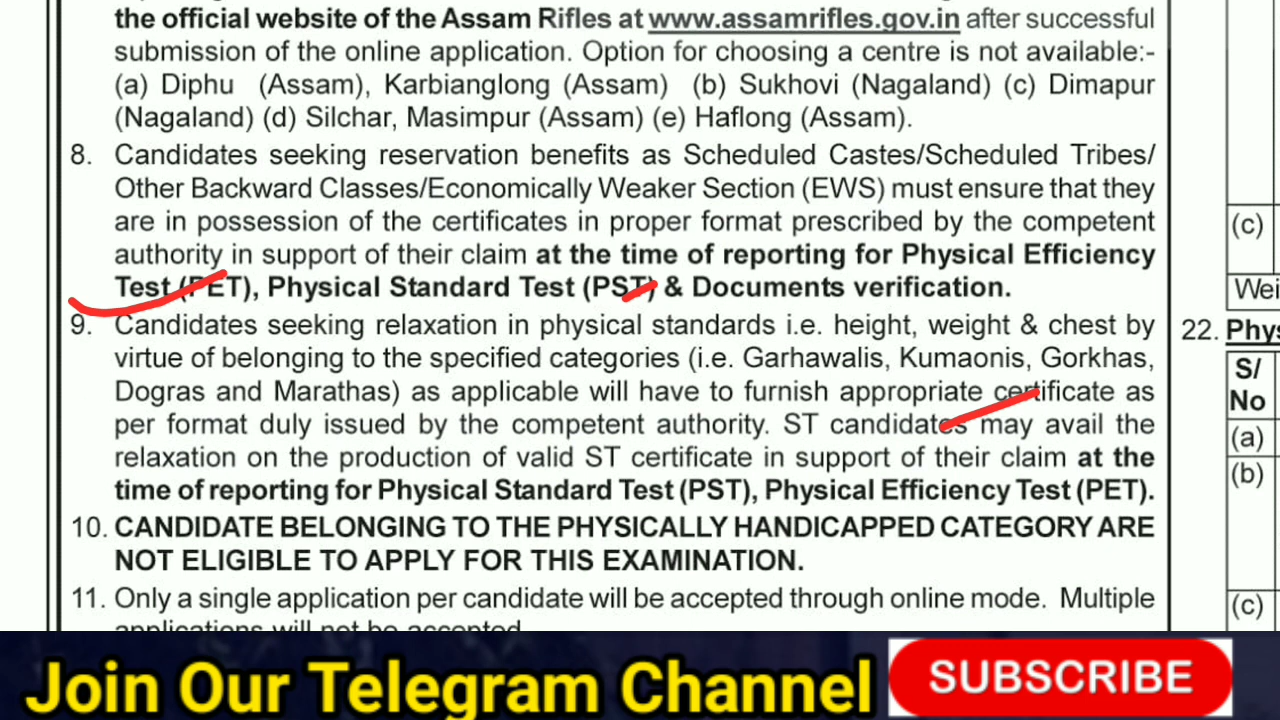 the official website of the Assam Rifles at www.assamrifles.gov.in after successful
submission of the online application. Option for choosing a centre is not available:-
(a) Diphu (Assam), Karbianglong (Assam) (b) Sukhovi (Nagaland) (c) Dimapur
(Nagaland) (d) Silchar, Masimpur (Assam) (e) Haflong (Assam).
8. Candidates seeking reservation benefits as Scheduled Castes/Scheduled Tribes/
Other Backward Classes/Economically Weaker Section (EWS) must ensure that they
are in possession of the certificates in proper format prescribed by the competent
authority in support of their claim at the time of reporting for Physical Efficiency
Test (PET), Physical Standard Test (PST) & Documents verification.
9. Candidates seeking relaxation in physical standards i.e. height, weight & chest by
virtue of belonging to the specified categories (i.e. Garhawalis, Kumaonis, Gorkhas,
Dogras and Marathas) as applicable will have to furnish appropriate certificate as
per format duly issued by the competent authority. ST candidates may avail the
relaxation on the production of valid ST certificate in support of their claim at the
time of reporting for Physical Standard Test (PST), Physical Efficiency Test (PET).
10. CANDIDATE BELONGING TO THE PHYSICALLY HANDICAPPED CATEGORY ARE
NOT ELIGIBLE TO APPLY FOR THIS EXAMINATION.
11. Only a single application per candidate will be accepted through online mode. Multiple
applications will not be accepted
(c)
Wei
22. Phys
S/
No
(a)
(b)
(c)
Join Our Telegram Channel
SUBSCRIBE